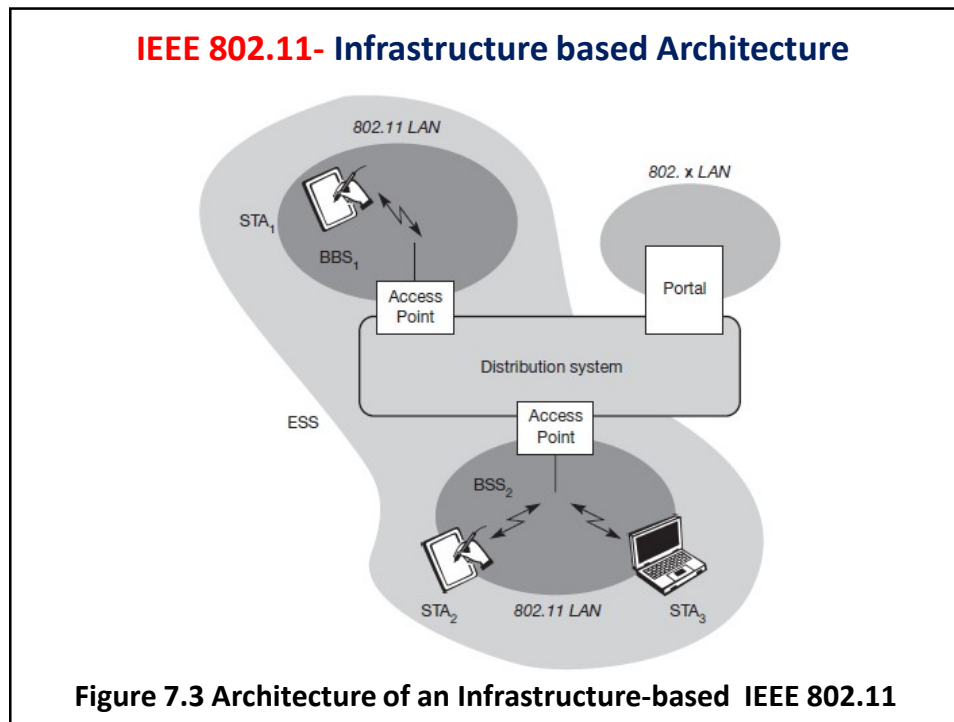 IEEE 802.11- Infrastructure based Architecture
802.11 LAN
802. x LAN
STA1
BBS1
Access
Point
Portal
Distribution system
ESS
Access
Point
BSS2
STA2
802.11 LAN
STA3
Figure 7.3 Architecture of an Infrastructure-based IEEE 802.11